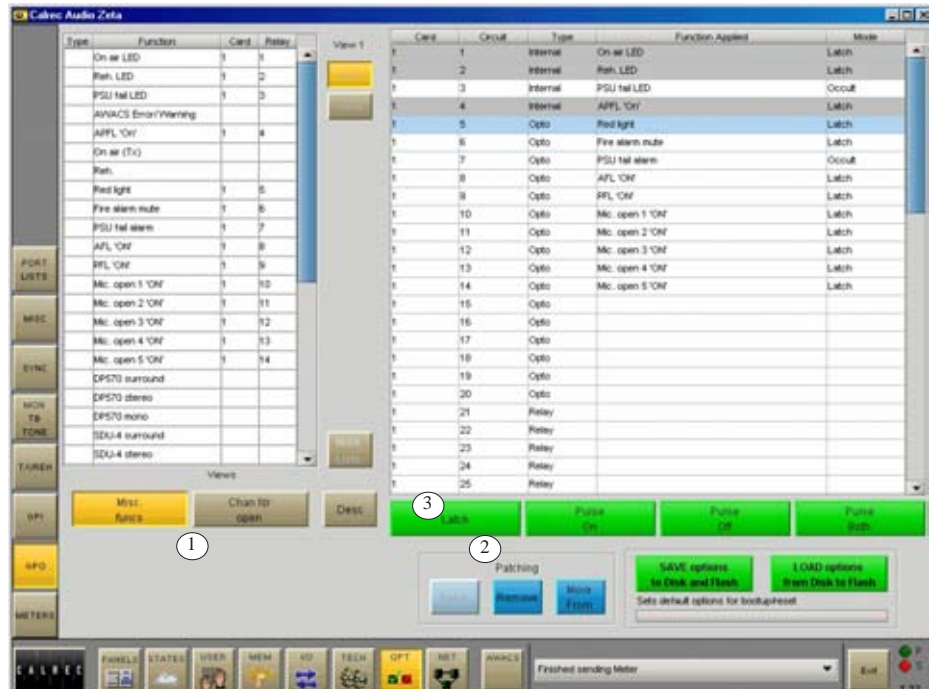 Calrec Audio Zeta
Type Function Card Relay
On air LED 1 1
Reh. LED 1 2
PSU fail LED 1 3
AWACS Error/Warning
APFL 'On' 1 4
On air (Tx)
Reh.
Red light 1 5
Fire alarm mute 1 6
PSU fail alarm 1 7
AFL 'ON' 1 8
PFL 'ON' 1 9
Mic. open 1 'ON' 1 10
Mic. open 2 'ON' 1 11
Mic. open 3 'ON' 1 12
Mic. open 4 'ON' 1 13
Mic. open 5 'ON' 1 14
DP570 surround
DP570 stereo
DP570 mono
SDU-4 surround
SDU-4 stereo
View 1
Card Circuit Type Function Applied Mode
1 1 Internal On air LED Latch
1 2 Internal Reh. LED Latch
1 3 Internal PSU fail LED Occult
1 4 Internal APFL 'On' Latch
1 5 Opto Red light Latch
1 6 Opto Fire alarm mute Latch
1 7 Opto PSU fail alarm Occult
1 8 Opto AFL 'ON' Latch
1 9 Opto PFL 'ON' Latch
1 10 Opto Mic. open 1 'ON' Latch
1 11 Opto Mic. open 2 'ON' Latch
1 12 Opto Mic. open 3 'ON' Latch
1 13 Opto Mic. open 4 'ON' Latch
1 14 Opto Mic. open 5 'ON' Latch
1 15 Opto
1 16 Opto
1 17 Opto
1 18 Opto
1 19 Opto
1 20 Opto
1 21 Relay
1 22 Relay
1 23 Relay
1 24 Relay
1 25 Relay
PORT
LISTS
MISC
SYNC
MON
TB
TONE
TX/REH
GPI
GPO
METERS
Views
Misc.
funcs
Chan fdr
open
Desc
1
3
Latch
Pulse
On
Pulse
Off
Pulse
Both
2
Patching
Remove
Move
From
SAVE options
to Disk and Flash
LOAD options
from Disk to Flash
Sets default options for bootup/reset
CALREC
PANELS
STATES
USER
MEM
I/O
TECH
OPT
NET
AWACS
Finished sending Meter
Exit
P
S